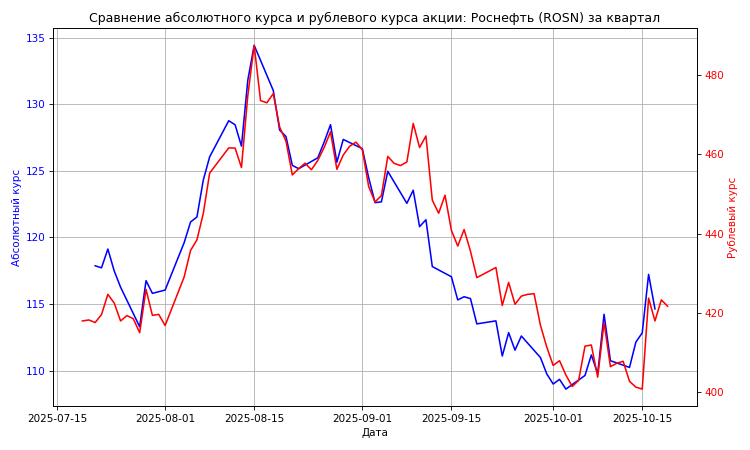 Сравнение абсолютного курса и рублевого курса акции: Роснефть (ROSN) за квартал
135
130
125
120
115
110
Абсолютный курс
480
460
440
420
400
Рублевый курс
2025-07-15 2025-08-01 2025-08-15 2025-09-01 2025-09-15 2025-10-01 2025-10-15
Дата